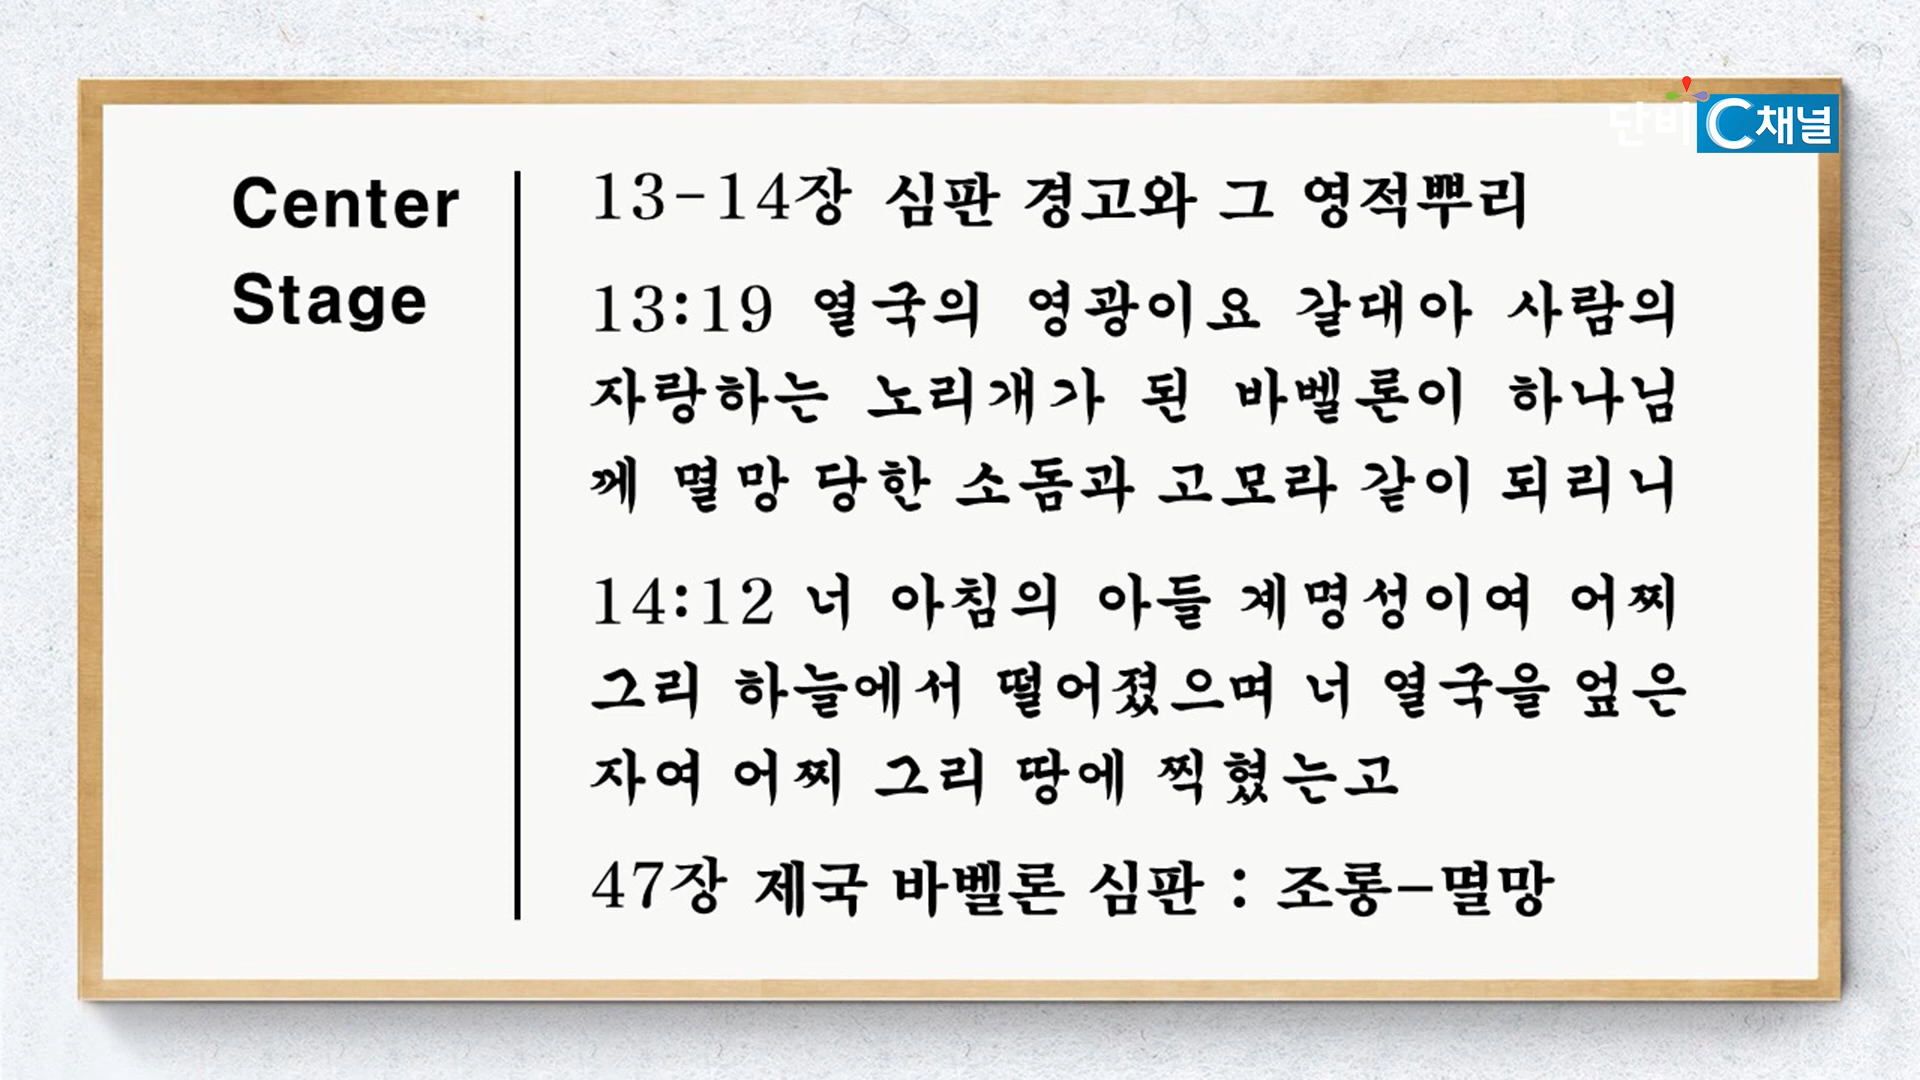 단비 C채널
Center
Stage
13-14장 심판 경고와 그 영적뿌리
13:19 열국의 영광이요 갈대아 사람의
자랑하는 노리개가 된 바벨론이 하나님
께 멸망 당한 소돔과 고모라 같이 되리니
14:12 너 아침의 아들 계명성이여 어찌
그리 하늘에서 떨어졌으며 너 열국을 엎은
자여 어찌 그리 땅에 찍혔는고
47장 제국 바벨론 심판 : 조롱-멸망